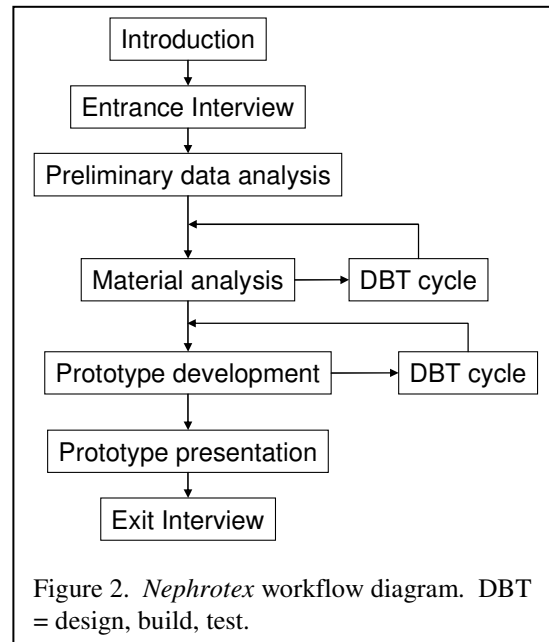 Introduction
Entrance Interview
Preliminary data analysis
Material analysis
DBT cycle
Prototype development
DBT cycle
Prototype presentation
Exit Interview
Figure 2. Nephrotex workflow diagram. DBT
= design, build, test.